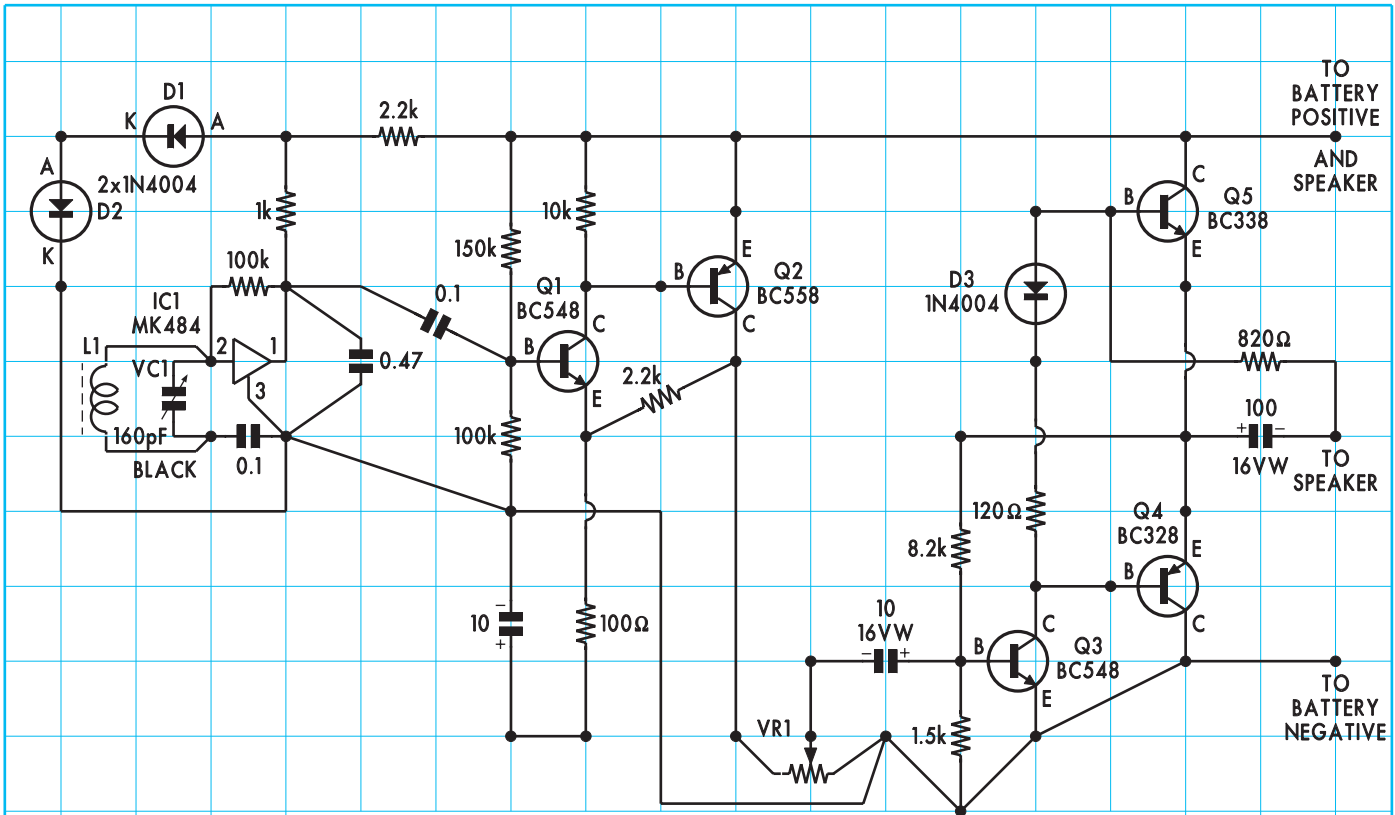 TO
BATTERY
POSITIVE
AND
SPEAKER
D1
K
A
2.2k
A
2x1N4004
D2
K
1k
10k
150k
100k
IC1
MK484
L1
VC1
2
1
3
160pF
BLACK
0.1
0.47
0.1
Q1
BC548
B
C
E
Q2
BC558
B
E
C
2.2k
100k
10
−
+
100Ω
D3
1N4004
Q5
BC338
B
C
E
820Ω
100
+
−
16VW
TO
SPEAKER
120Ω
8.2k
Q4
BC328
B
E
C
10
16VW
−
+
Q3
BC548
B
C
E
VR1
1.5k
TO
BATTERY
NEGATIVE